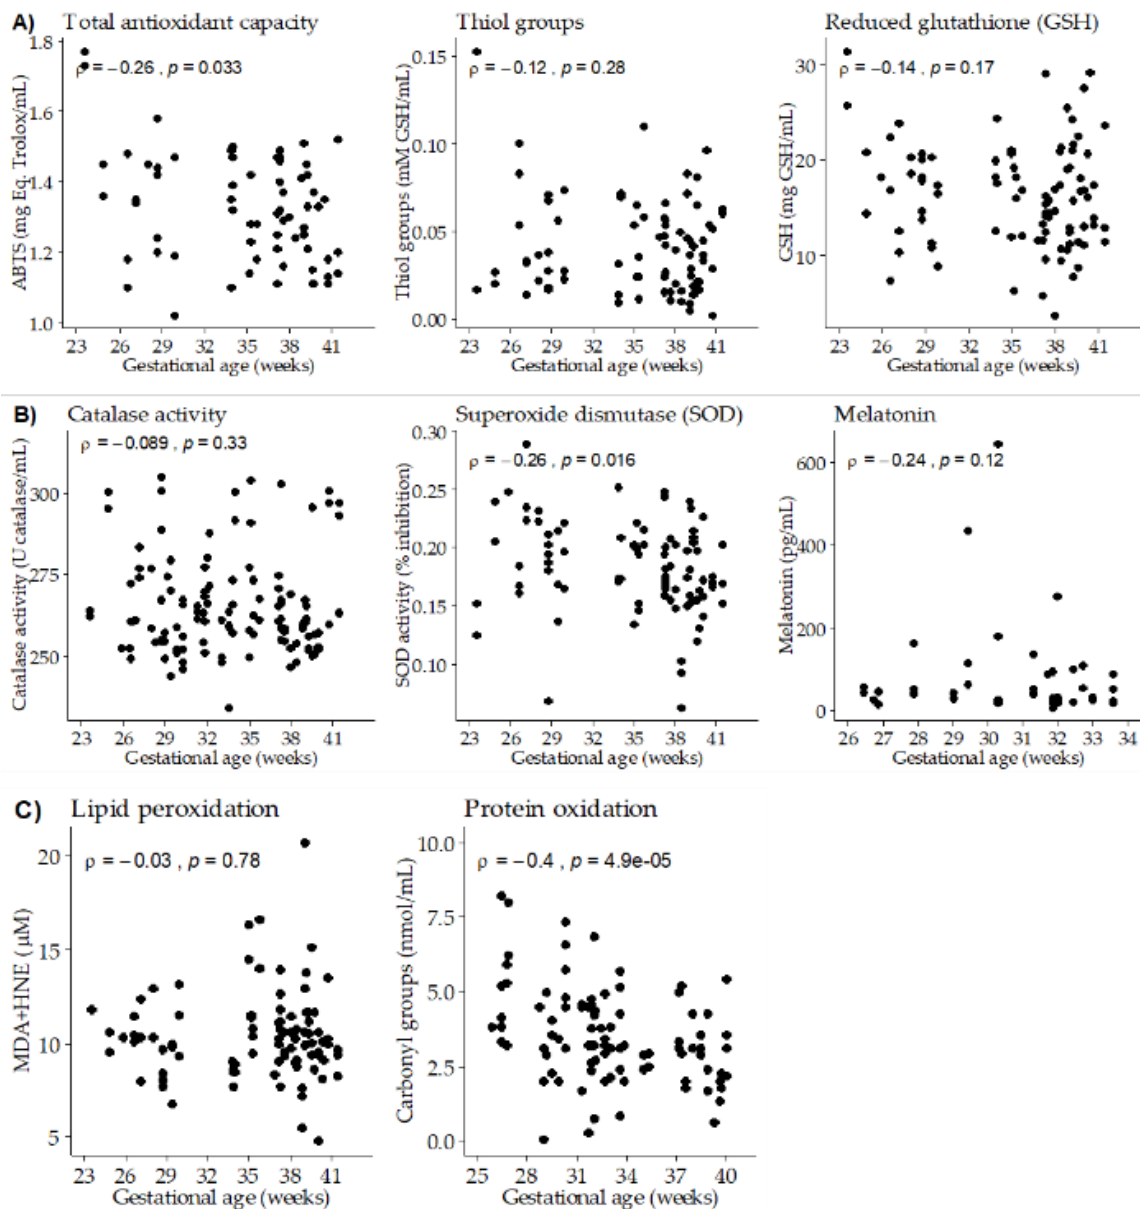 A) Total antioxidant capacity
ρ = −0.26 , p = 0.033
ABTS (mg Eq. Trolox/mL)
1.8
1.6
1.4
1.2
1.0
23 26 29 32 35 38 41
Gestational age (weeks)
Thiol groups
ρ = −0.12 , p = 0.28
Thiol groups (mM GSH/mL)
0.15
0.10
0.05
0.00
23 26 29 32 35 38 41
Gestational age (weeks)
Reduced glutathione (GSH)
ρ = −0.14 , p = 0.17
GSH (mg GSH/mL)
30
20
10
23 26 29 32 35 38 41
Gestational age (weeks)
B) Catalase activity
ρ = −0.089 , p = 0.33
Catalase activity (U catalase/mL)
300
275
250
23 26 29 32 35 38 41
Gestational age (weeks)
Superoxide dismutase (SOD)
ρ = −0.26 , p = 0.016
SOD activity (% inhibition)
0.30
0.25
0.20
0.15
0.10
23 26 29 32 35 38 41
Gestational age (weeks)
Melatonin
ρ = −0.24 , p = 0.12
Melatonin (pg/mL)
600
400
200
0
26 27 28 29 30 31 32 33 34
Gestational age (weeks)
C) Lipid peroxidation
ρ = −0.03 , p = 0.78
MDA+HNE ( μM)
20
15
10
5
23 26 29 32 35 38 41
Gestational age (weeks)
Protein oxidation
ρ = −0.4 , p = 4.9e-05
Carbonyl groups (nmol/mL)
10.0
7.5
5.0
2.5
0.0
25 28 31 34 37 40
Gestational age (weeks)